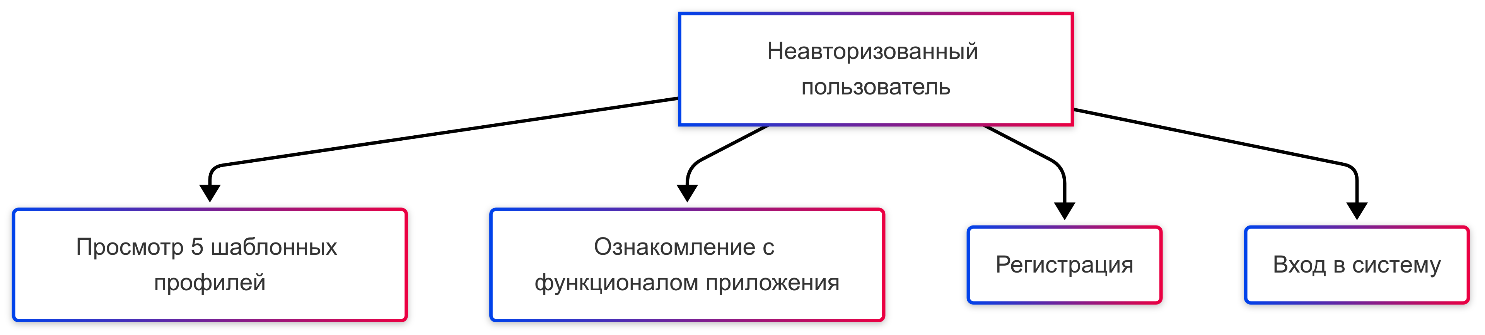 Неавторизованный
пользователь
Просмотр 5 шаблонных
профилей
Ознакомление с
функционалом приложения
Регистрация
Вход в систему